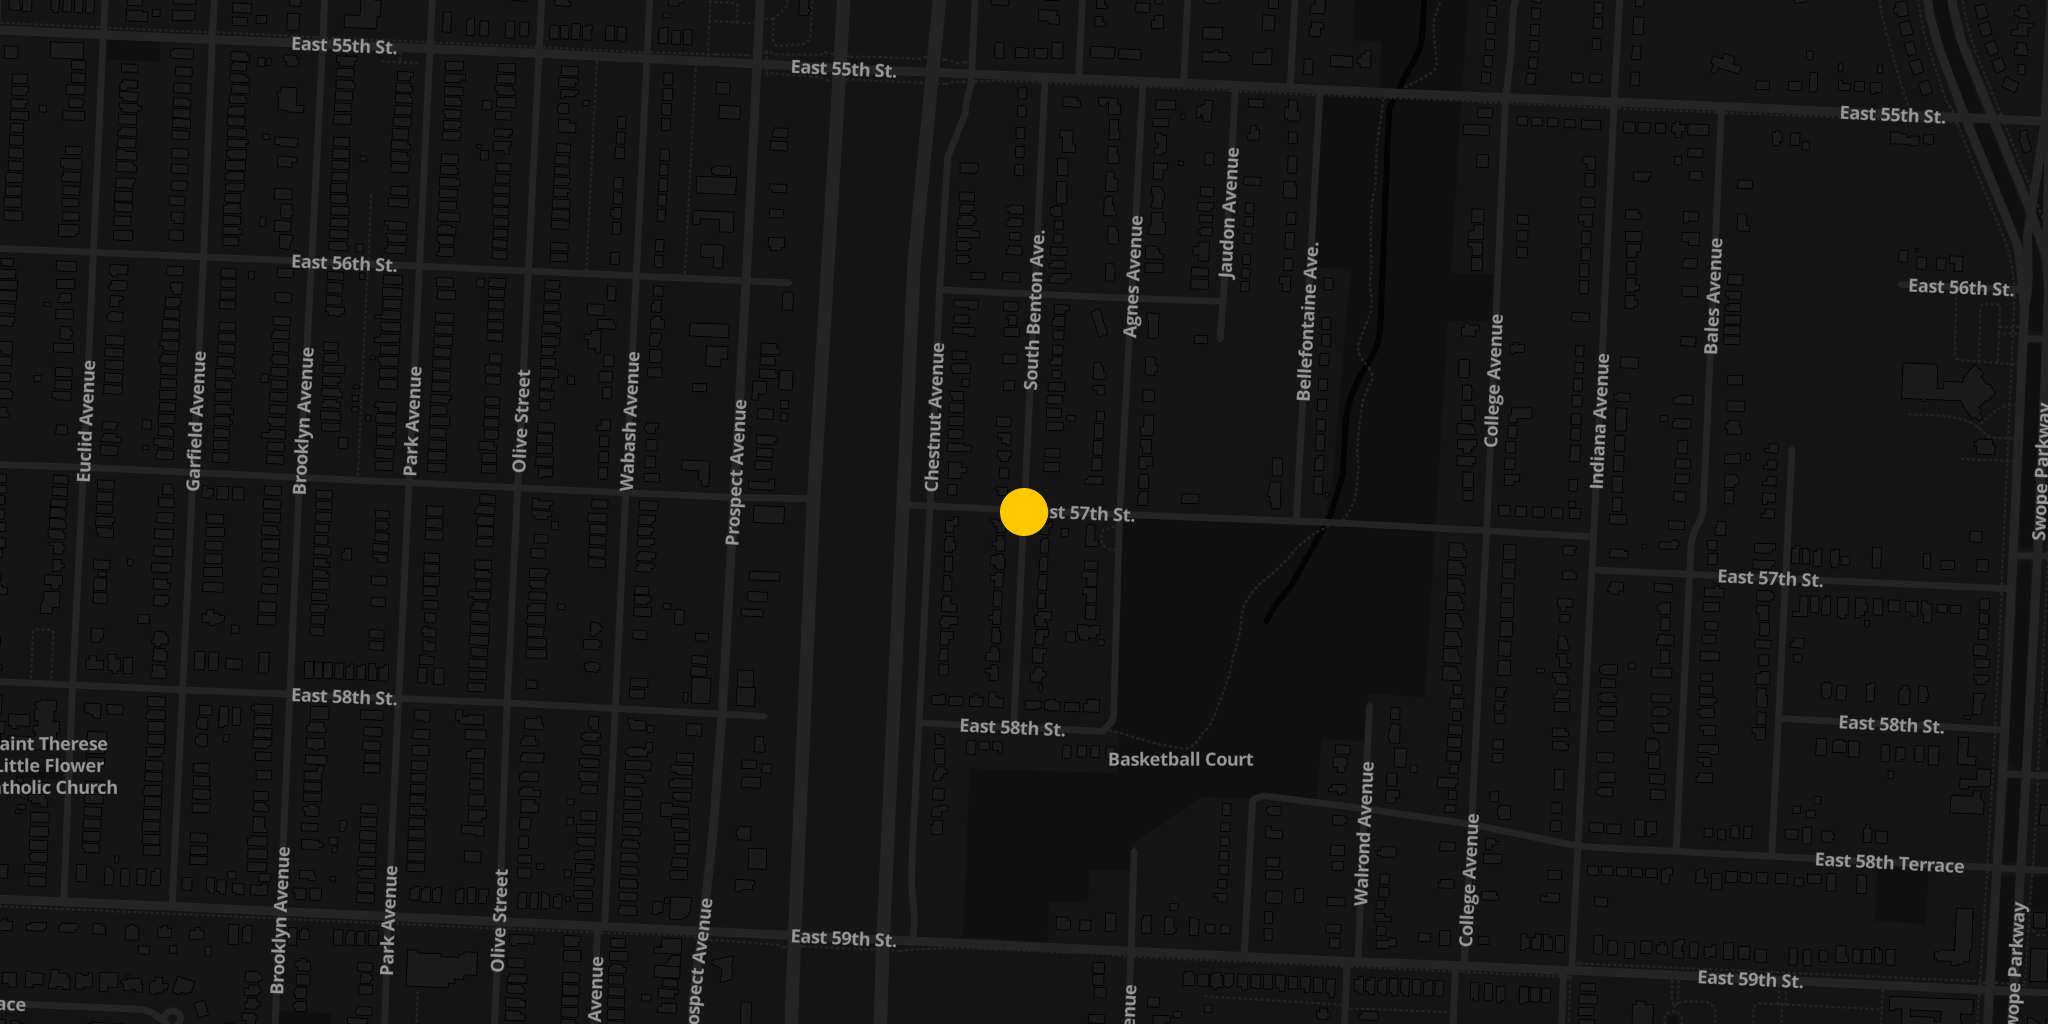 East 55th St.
East 55th St.
East 55th St.
Jaudon Avenue
Agnes Avenue
South Benton Ave.
Bellefontaine Ave.
Bales Avenue
East 56th St.
East 56th St.
College Avenue
Chestnut Avenue
Indiana Avenue
Euclid Avenue
Garfield Avenue
Brooklyn Avenue
Park Avenue
Olive Street
Wabash Avenue
Prospect Avenue
Swope Parkway
st 57th St.
East 57th St.
East 58th St.
East 58th St.
East 58th St.
aint Therese
Little Flower
atholic Church
Basketball Court
Walrond Avenue
College Avenue
East 58th Terrace
Brooklyn Avenue
Park Avenue
Olive Street
ospect Avenue
East 59th St.
East 59th St.
wope Parkway
Avenue
enue
ace